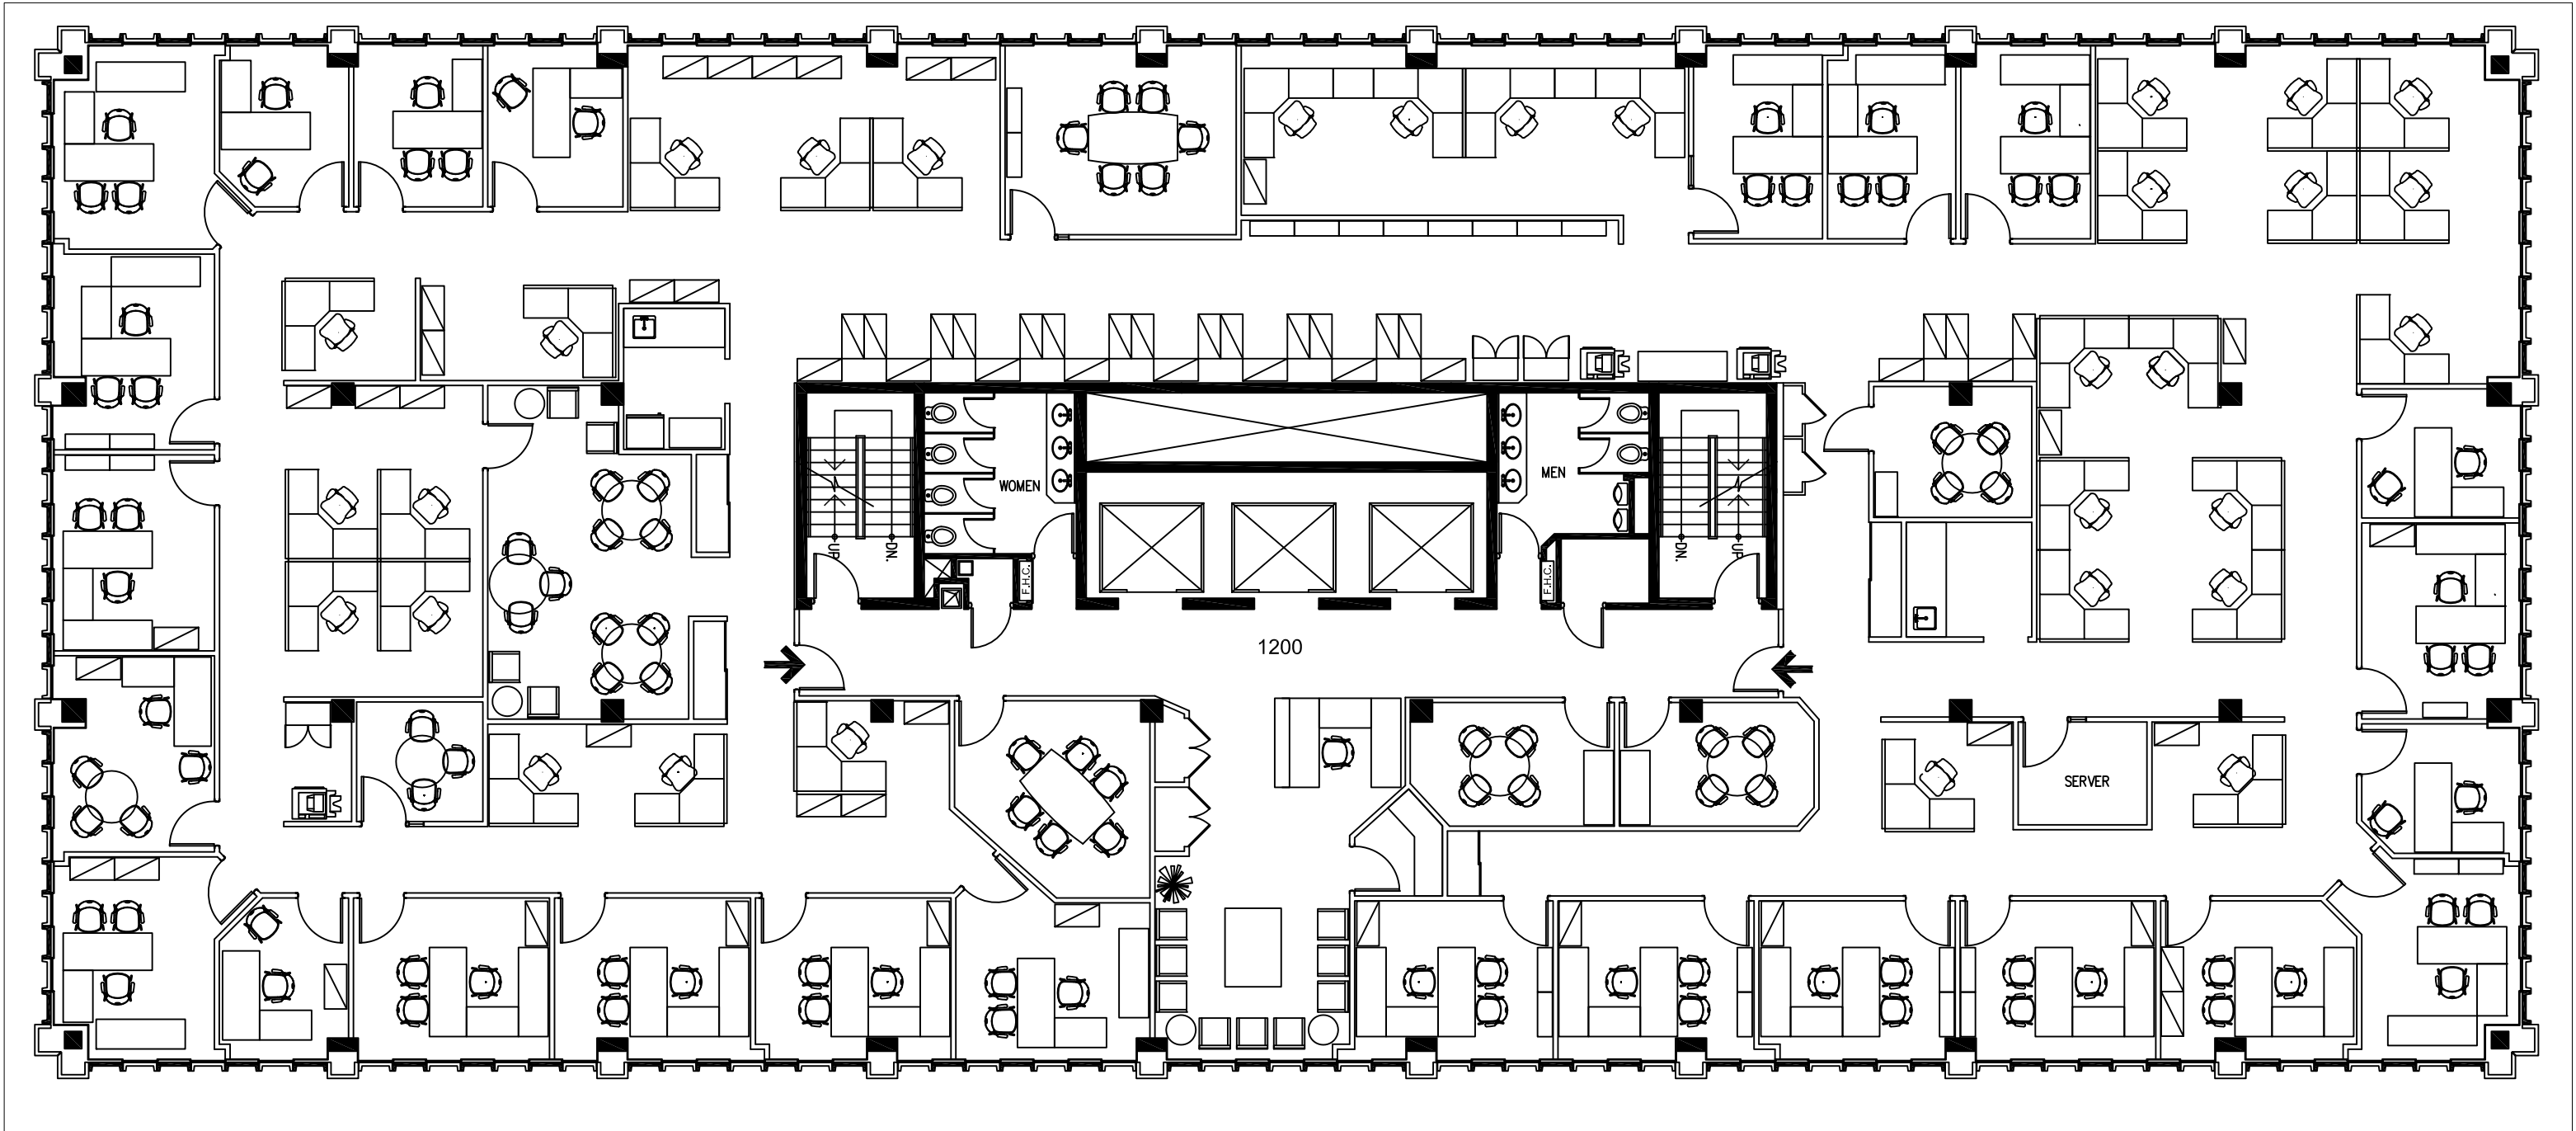 WOMEN
MEN
UP
DN.
DN.
UP
F.H.C.
F.H.C.
1200
SERVER